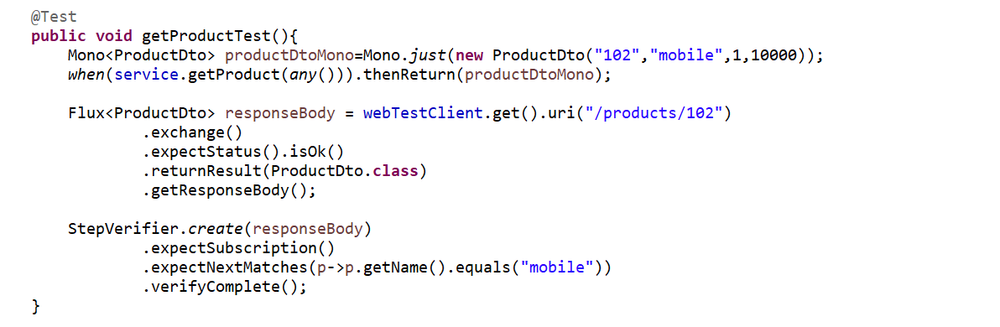 @Test
public void getProductTest(){
    Mono<ProductDto> productDtoMono=Mono.just(new ProductDto("102","mobile",1,10000));
    when(service.getProduct(any())).thenReturn(productDtoMono);

    Flux<ProductDto> responseBody = webTestClient.get().uri("/products/102")
            .exchange()
            .expectStatus().isOk()
            .returnResult(ProductDto.class)
            .getResponseBody();

    StepVerifier.create(responseBody)
            .expectSubscription()
            .expectNextMatches(p->p.getName().equals("mobile"))
            .verifyComplete();
}